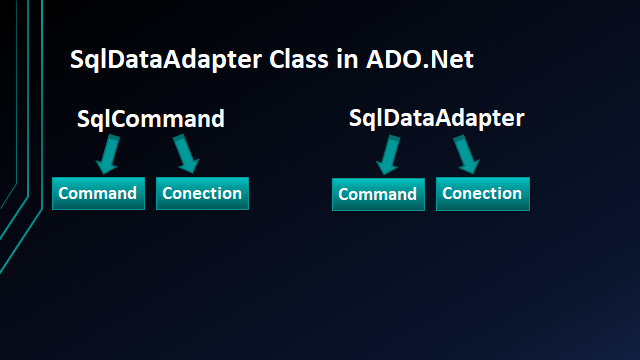 SqlDataAdapter Class in ADO.Net
SqlCommand
SqlDataAdapter
Command
Conection
Command
Conection